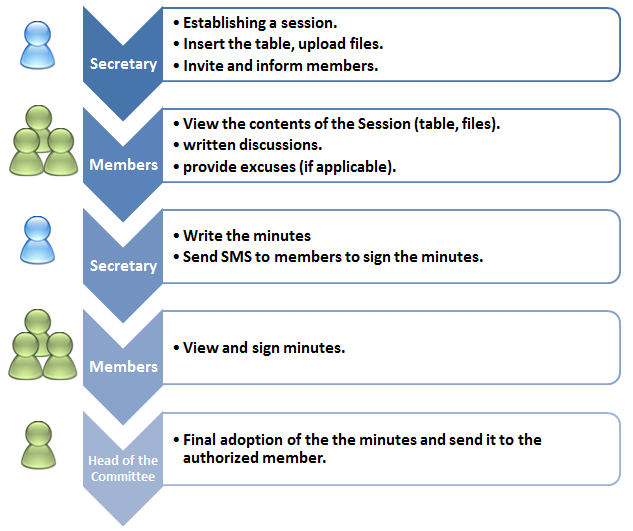 Secretary
• Establishing a session.
• Insert the table, upload files.
• Invite and inform members.
Members
• View the contents of the Session (table, files).
• written discussions.
• provide excuses (if applicable).
Secretary
• Write the minutes
• Send SMS to members to sign the minutes.
Members
• View and sign minutes.
Head of the
Committee
• Final adoption of the the minutes and send it to the
authorized member.